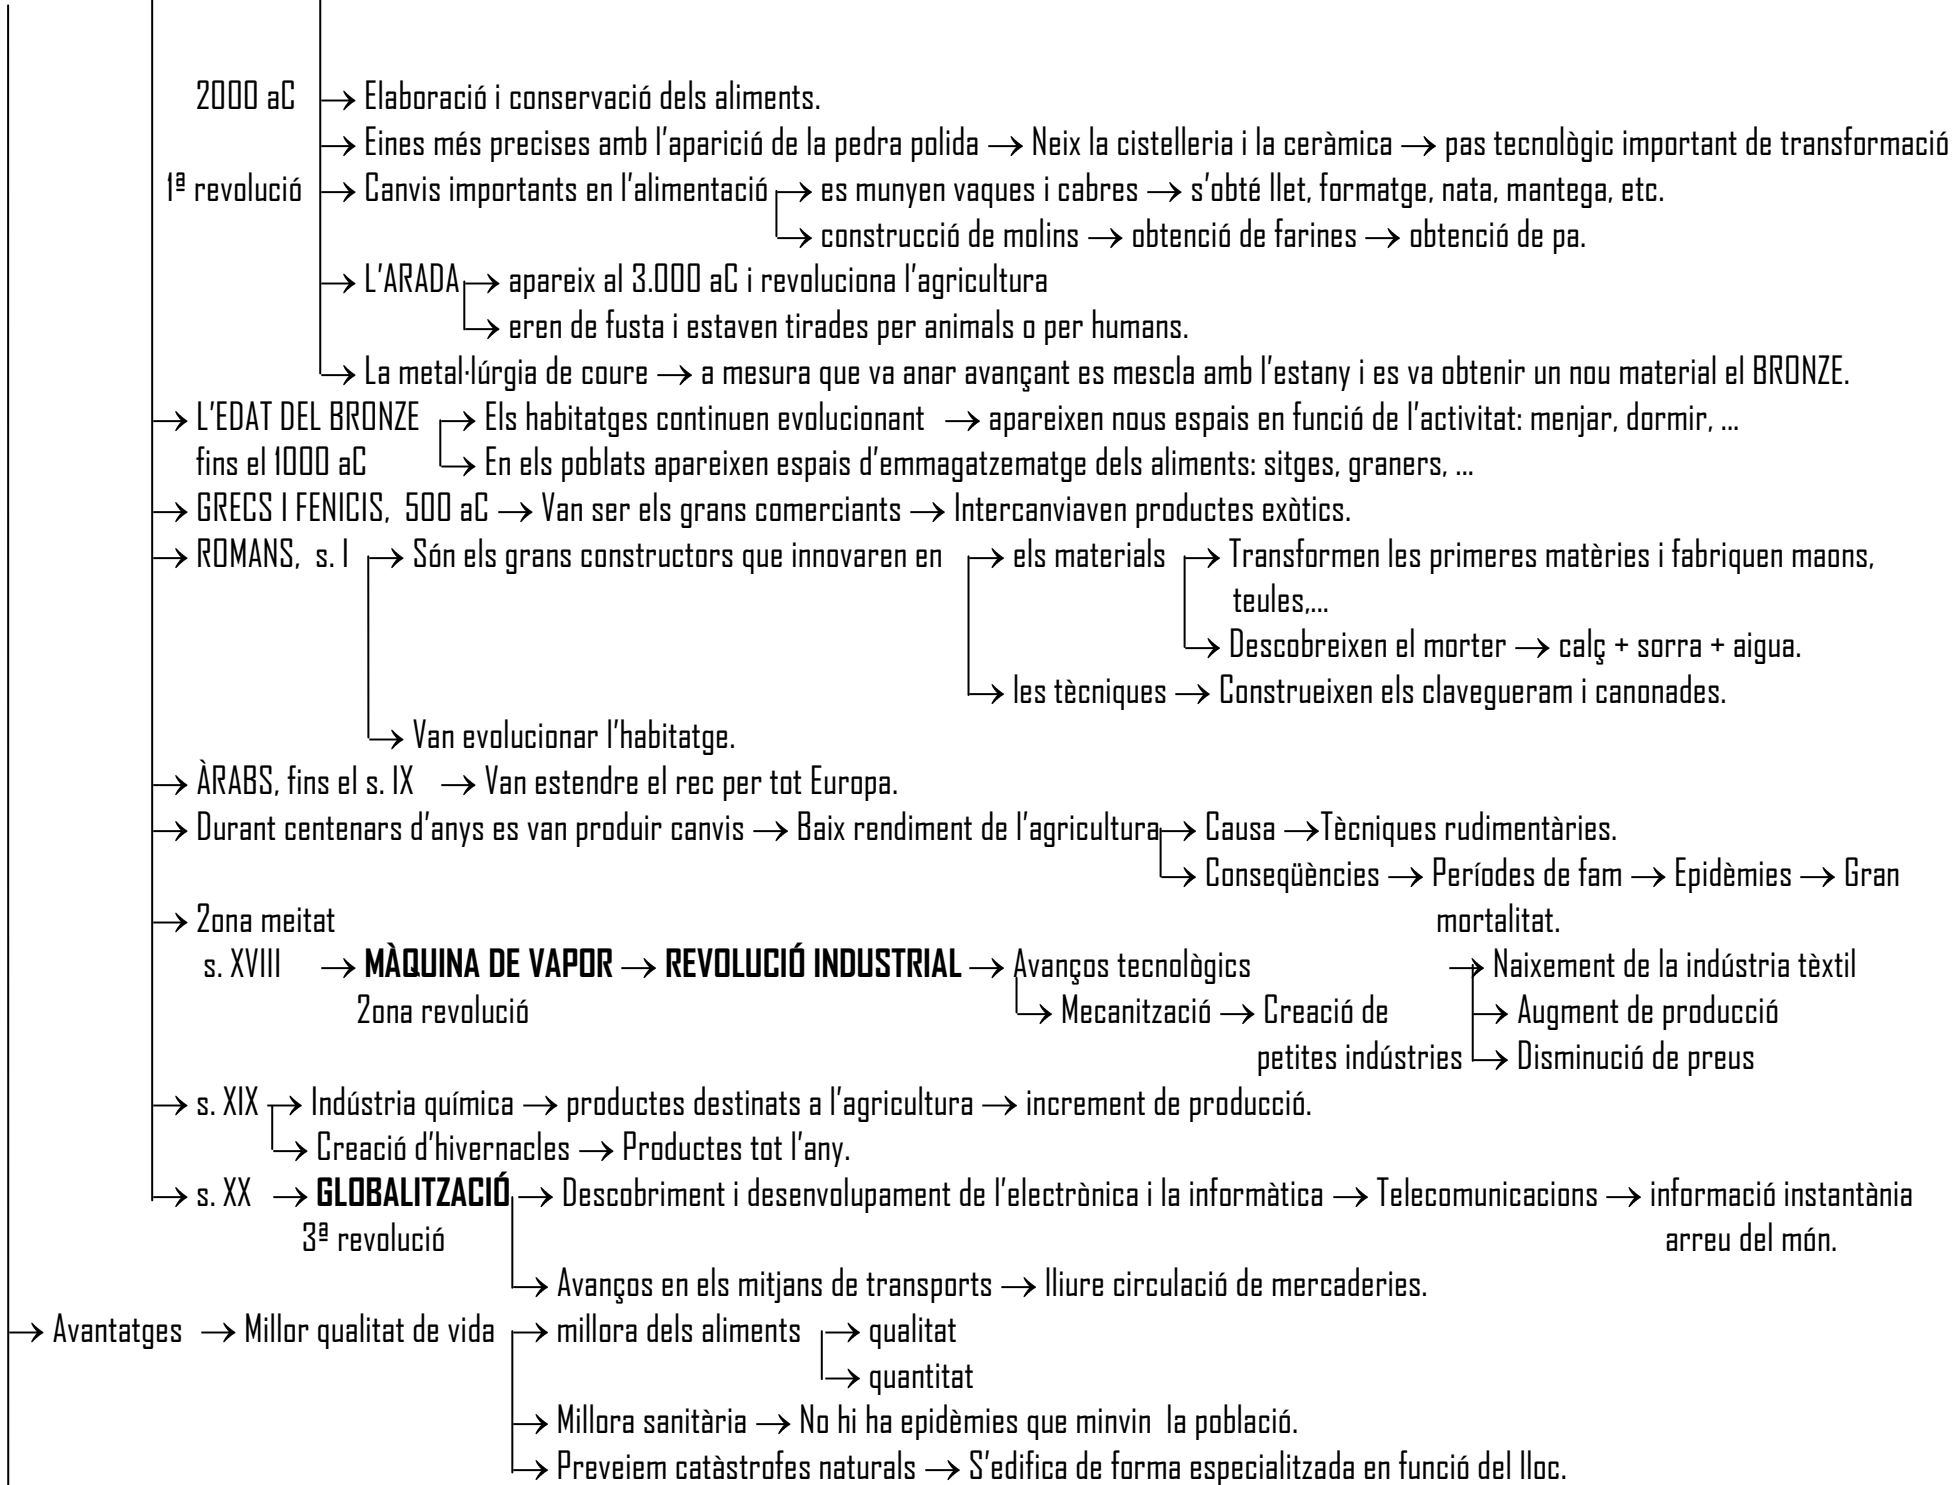 2000 aC → Elaboració i conservació dels aliments.
→ Eines més precises amb l'aparició de la pedra polida → Neix la cistelleria i la ceràmica → pas tecnològic important de transformació
1ª revolució → Canvis importants en l'alimentació → es munyen vaques i cabres → s'obté llet, formatge, nata, mantega, etc.
→ construcció de molins → obtenció de farines → obtenció de pa.
→ L'ARADA → apareix al 3.000 aC i revoluciona l'agricultura
→ eren de fusta i estaven tirades per animals o per humans.
→ La metal·lúrgia de coure → a mesura que va anar avançant es mescla amb l'estany i es va obtenir un nou material el BRONZE.
→ L'EDAT DEL BRONZE → Els habitatges continuen evolucionant → apareixen nous espais en funció de l'activitat: menjar, dormir, ...
fins el 1000 aC → En els poblats apareixen espais d'emmagatzematge dels aliments: sitges, graners, ...
→ GRECS I FENICIS, 500 aC → Van ser els grans comerciants → Intercanviaven productes exòtics.
→ ROMANS, s. I → Són els grans constructors que innovaren en → els materials → Transformen les primeres matèries i fabriquen maons,
teules,...
→ Descobreixen el morter → calç + sorra + aigua.
→ les tècniques → Construeixen els clavegueram i canonades.
→ Van evolucionar l'habitatge.
→ ÀRABS, fins el s. IX → Van estendre el rec per tot Europa.
→ Durant centenars d'anys es van produir canvis → Baix rendiment de l'agricultura → Causa → Tècniques rudimentàries.
→ Conseqüències → Períodes de fam → Epidèmies → Gran
→ 2ona meitat mortalitat.
s. XVIII → MÀQUINA DE VAPOR → REVOLUCIÓ INDUSTRIAL → Avanços tecnològics → Naixement de la indústria tèxtil
2ona revolució → Mecanització → Creació de → Augment de producció
petites indústries → Disminució de preus
→ s. XIX → Indústria química → productes destinats a l'agricultura → increment de producció.
→ Creació d'hivernacles → Productes tot l'any.
→ s. XX → GLOBALITZACIÓ → Descobriment i desenvolupament de l'electrònica i la informàtica → Telecomunicacions → informació instantània
3ª revolució arreu del món.
→ Avanços en els mitjans de transports → lliure circulació de mercaderies.
→ Avantatges → Millor qualitat de vida → millora dels aliments → qualitat
→ quantitat
→ Millora sanitària → No hi ha epidèmies que minvin la població.
→ Preveiem catàstrofes naturals → S'edifica de forma especialitzada en funció del lloc.